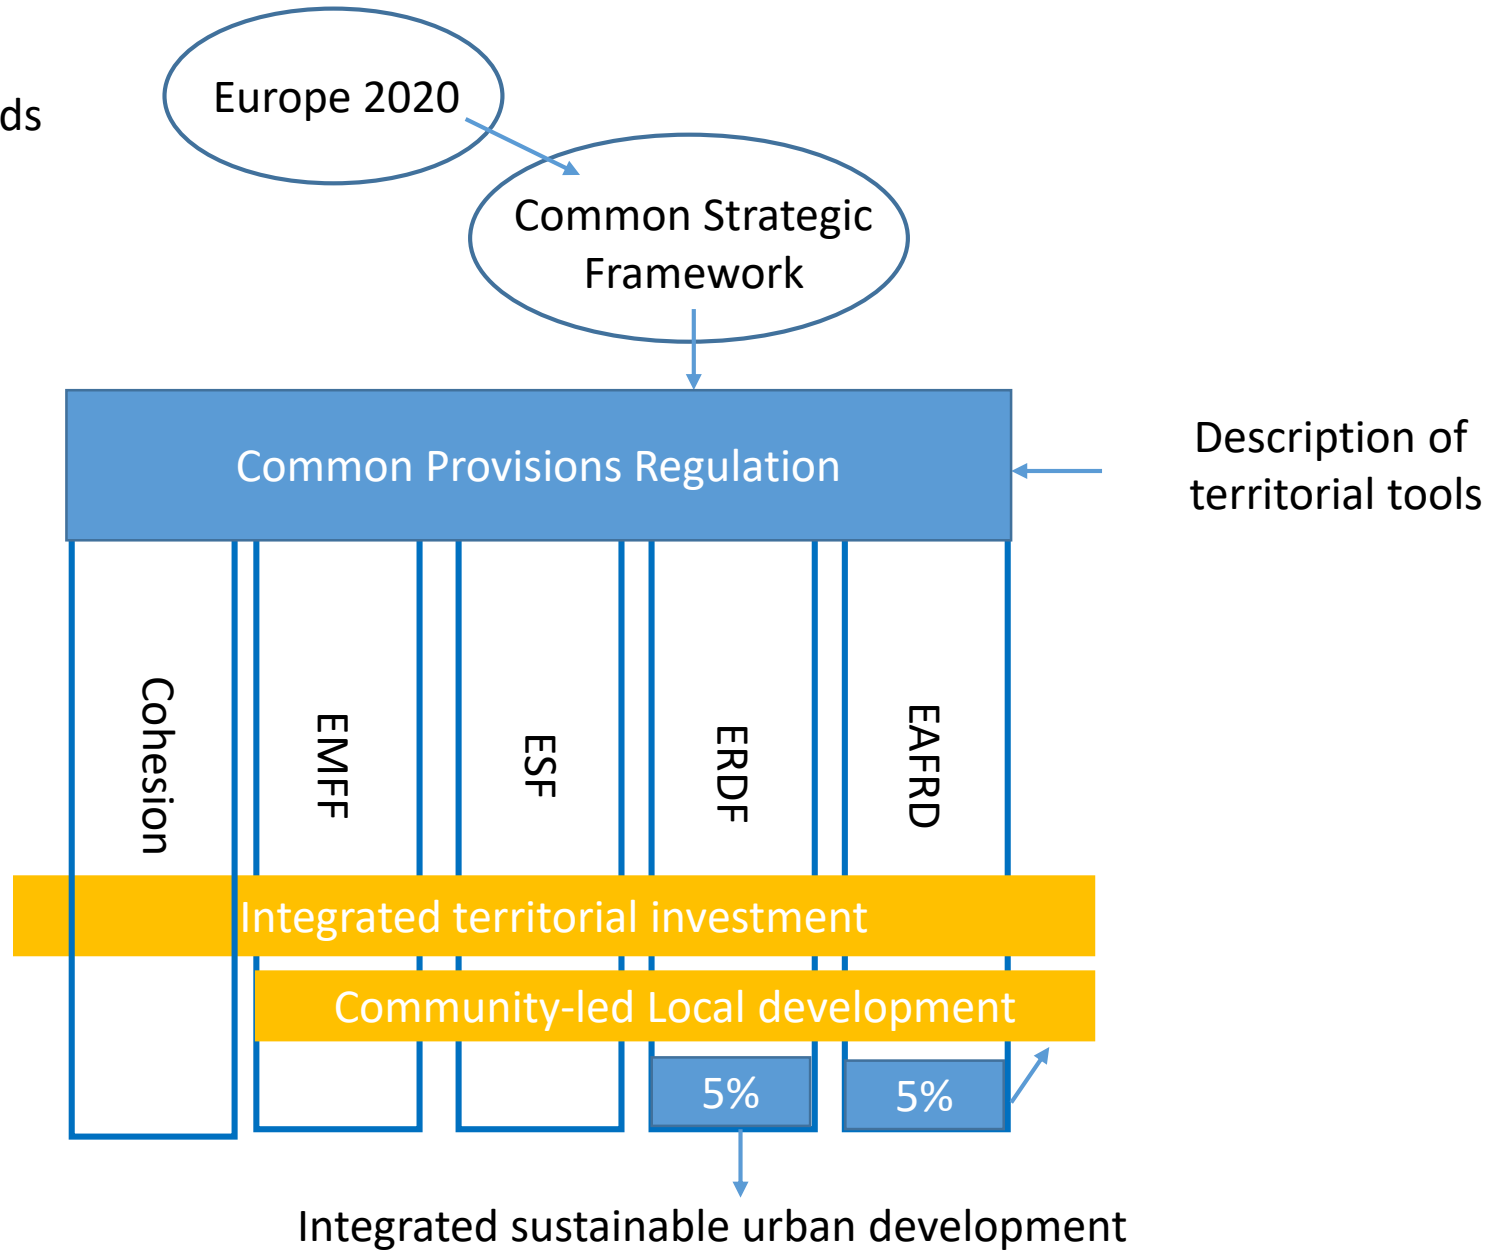 Europe 2020
ds
Common Strategic
Framework
Common Provisions Regulation
Description of
territorial tools
Cohesion
EMFF
ESF
ERDF
EAFRD
Integrated territorial investment
Community-led Local development
5%
5%
Integrated sustainable urban development